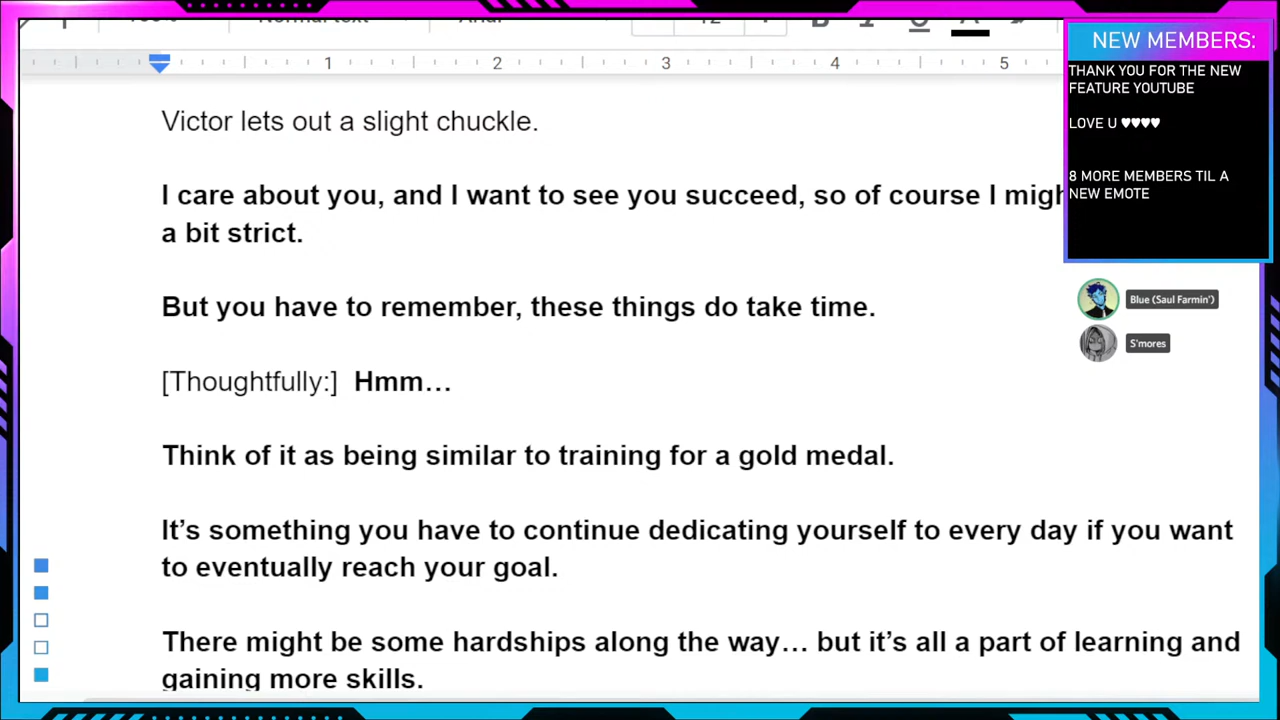 1
2
3
4
5
Victor lets out a slight chuckle.
I care about you, and I want to see you succeed, so of course I
a bit strict.
But you have to remember, these things do take time.
[Thoughtfully:] Hmm…
Think of it as being similar to training for a gold medal.
It’s something you have to continue dedicating yourself to every day if you want
to eventually reach your goal.
There might be some hardships along the way… but it’s all a part of learning and
gaining more skills.
NEW MEMBERS:
THANK YOU FOR THE NEW
FEATURE YOUTUBE
LOVE U ♥♥♥♥
8 MORE MEMBERS TIL A
NEW EMOTE
Blue (Saul Farmin’)
S’mores